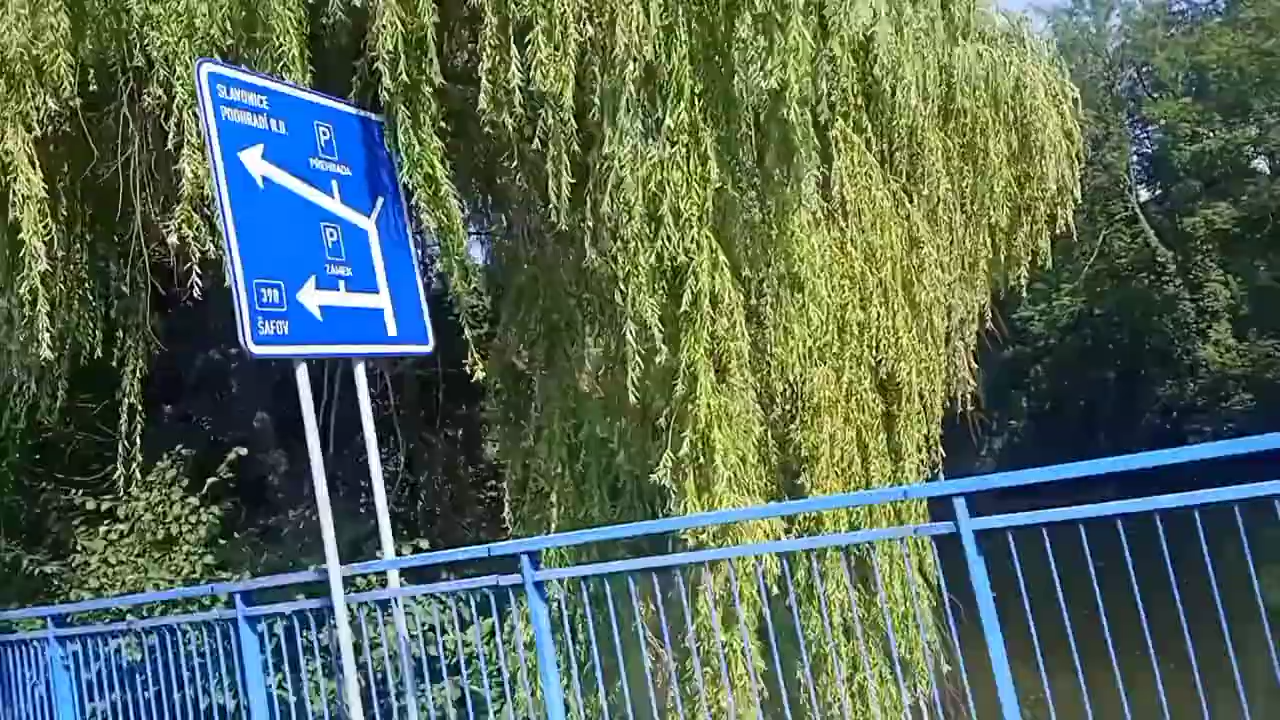 SLAVONICE
PODHRADÍ N.D.
P
PŘEHRADA
P
ZÁMEK
398
ŠAFOV